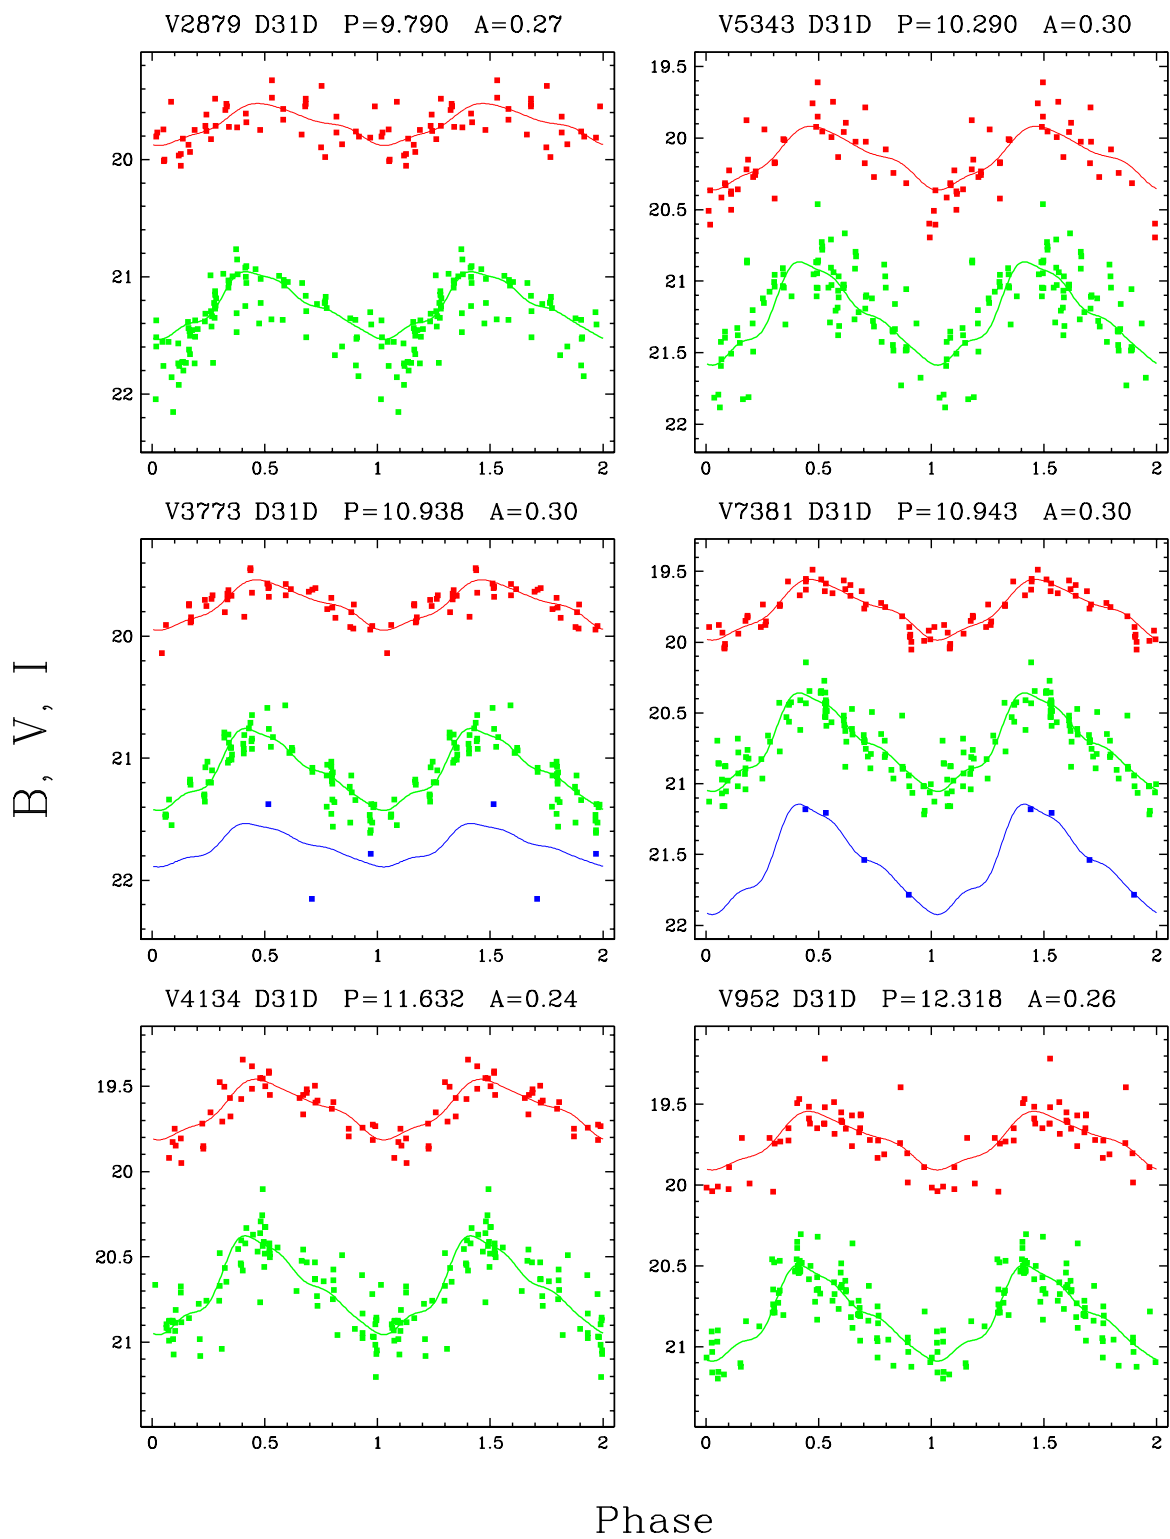 V2879 D31D P=9.790 A=0.27
V5343 D31D P=10.290 A=0.30
20
21
22
0 0.5 1 1.5 2
19.5
20
20.5
21
21.5
22
0 0.5 1 1.5 2
V3773 D31D P=10.938 A=0.30
V7381 D31D P=10.943 A=0.30
20
21
22
0 0.5 1 1.5 2
19.5
20
20.5
21
21.5
22
0 0.5 1 1.5 2
B, V, I
V4134 D31D P=11.632 A=0.24
V952 D31D P=12.318 A=0.26
19.5
20
20.5
21
0 0.5 1 1.5 2
19.5
20
20.5
21
0 0.5 1 1.5 2
Phase